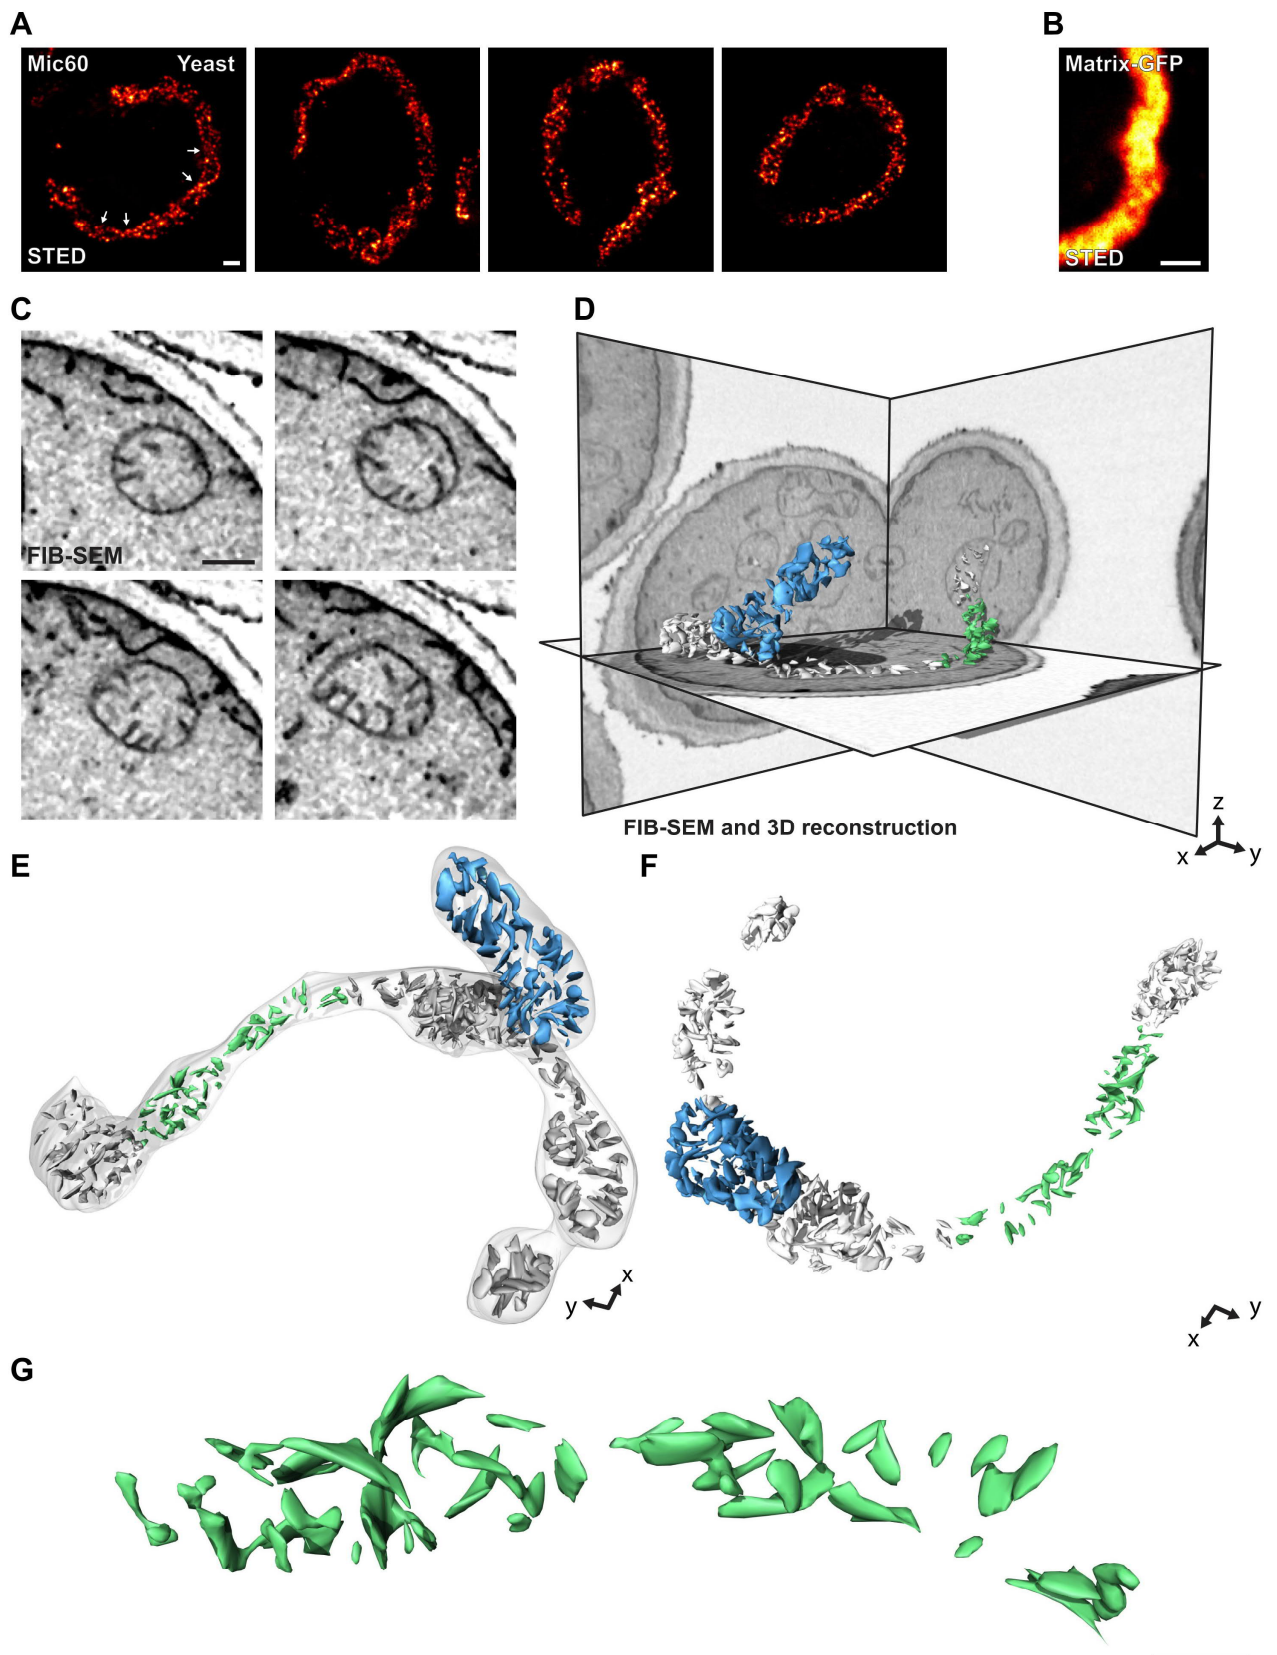 A
B
Mic60 Yeast
STED
Matrix-GFP
STED
C
D
FIB-SEM
FIB-SEM and 3D reconstruction
z
x
y
E
F
x
y
y
x
G